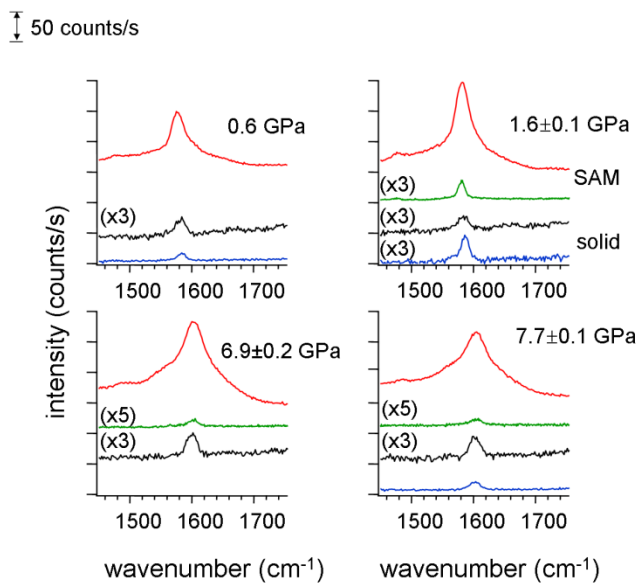 50 counts/s
0.6 GPa
(x3)
1500 1600 1700
1.6±0.1 GPa
SAM
(x3)
(x3)
solid
(x3)
1500 1600 1700
intensity (counts/s)
6.9±0.2 GPa
(x5)
(x3)
1500 1600 1700
wavenumber (cm⁻¹)
7.7±0.1 GPa
(x5)
(x3)
1500 1600 1700
wavenumber (cm⁻¹)